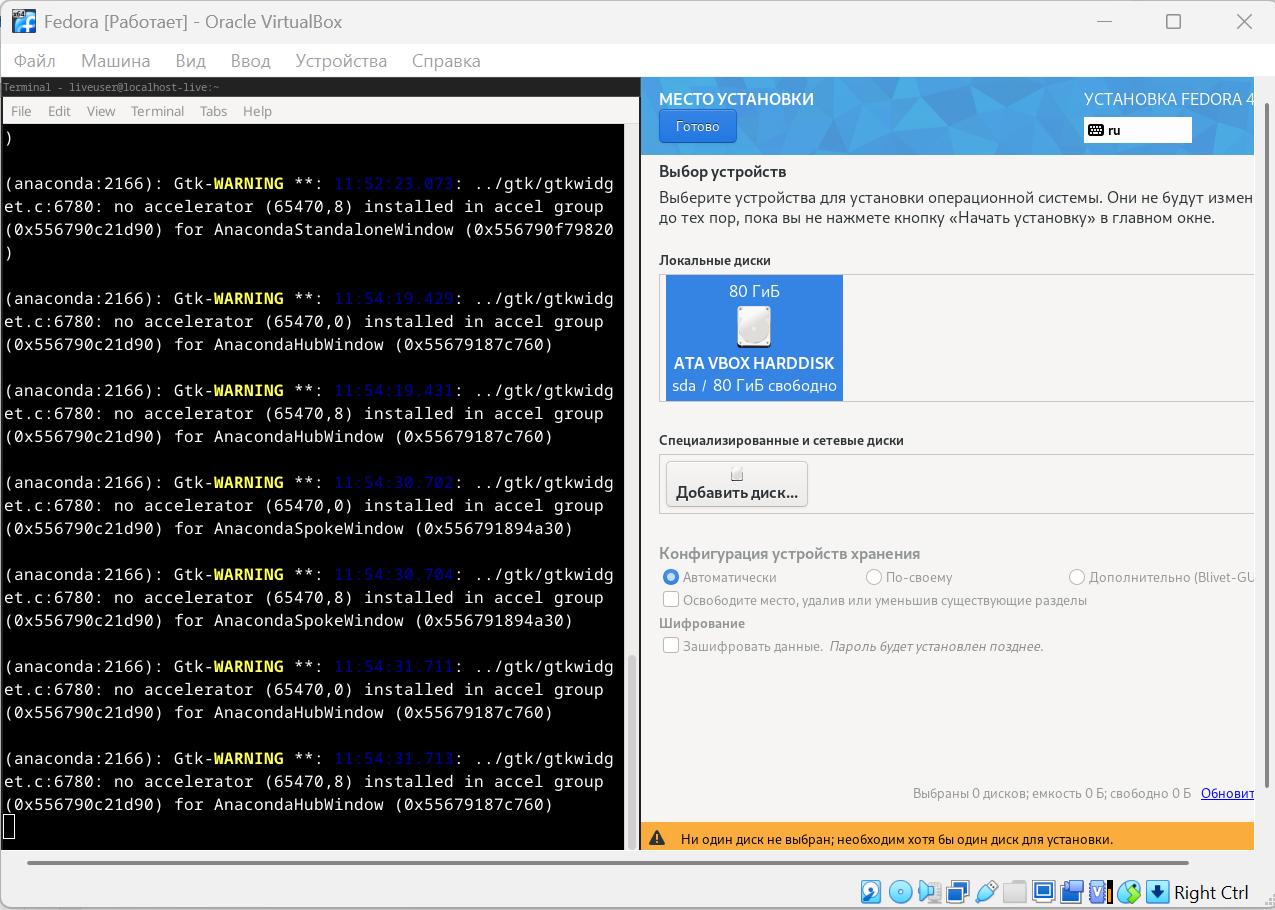 Fedora [Работает] - Oracle VirtualBox
Файл Машина Вид Ввод Устройства Справка
Terminal - liveuser@localhost-live:~
File Edit View Terminal Tabs Help
)
(anaconda:2166): Gtk-WARNING **: 11:52:23.073: ../gtk/gtkwidg
et.c:6780: no accelerator (65470,8) installed in accel group
(0x556790c21d90) for AnacondaStandaloneWindow (0x556790f79820
)
(anaconda:2166): Gtk-WARNING **: 11:54:19.429: ../gtk/gtkwidg
et.c:6780: no accelerator (65470,0) installed in accel group
(0x556790c21d90) for AnacondaHubWindow (0x55679187c760)
(anaconda:2166): Gtk-WARNING **: 11:54:19.431: ../gtk/gtkwidg
et.c:6780: no accelerator (65470,8) installed in accel group
(0x556790c21d90) for AnacondaHubWindow (0x55679187c760)
(anaconda:2166): Gtk-WARNING **: 11:54:30.702: ../gtk/gtkwidg
et.c:6780: no accelerator (65470,0) installed in accel group
(0x556790c21d90) for AnacondaSpokeWindow (0x556791894a30)
(anaconda:2166): Gtk-WARNING **: 11:54:30.704: ../gtk/gtkwidg
et.c:6780: no accelerator (65470,8) installed in accel group
(0x556790c21d90) for AnacondaSpokeWindow (0x556791894a30)
(anaconda:2166): Gtk-WARNING **: 11:54:31.711: ../gtk/gtkwidg
et.c:6780: no accelerator (65470,0) installed in accel group
(0x556790c21d90) for AnacondaHubWindow (0x55679187c760)
(anaconda:2166): Gtk-WARNING **: 11:54:31.713: ../gtk/gtkwidg
et.c:6780: no accelerator (65470,8) installed in accel group
(0x556790c21d90) for AnacondaHubWindow (0x55679187c760)
МЕСТО УСТАНОВКИ
УСТАНОВКА FEDORA 4
Готово
ru
Выбор устройств
Выберите устройства для установки операционной системы. Они не будут измен
до тех пор, пока вы не нажмете кнопку «Начать установку» в главном окне.
Локальные диски
80 ГиБ
ATA VBOX HARDDISK
sda / 80 ГиБ свободно
Специализированные и сетевые диски
Добавить диск...
Конфигурация устройств хранения
Автоматически По-своему Дополнительно (Blivet-GU
Освободите место, удалив или уменьшив существующие разделы
Шифрование
Зашифровать данные. Пароль будет установлен позднее.
Выбраны 0 дисков; емкость 0 Б; свободно 0 Б Обновит
Ни один диск не выбран; необходим хотя бы один диск для установки.
Right Ctrl